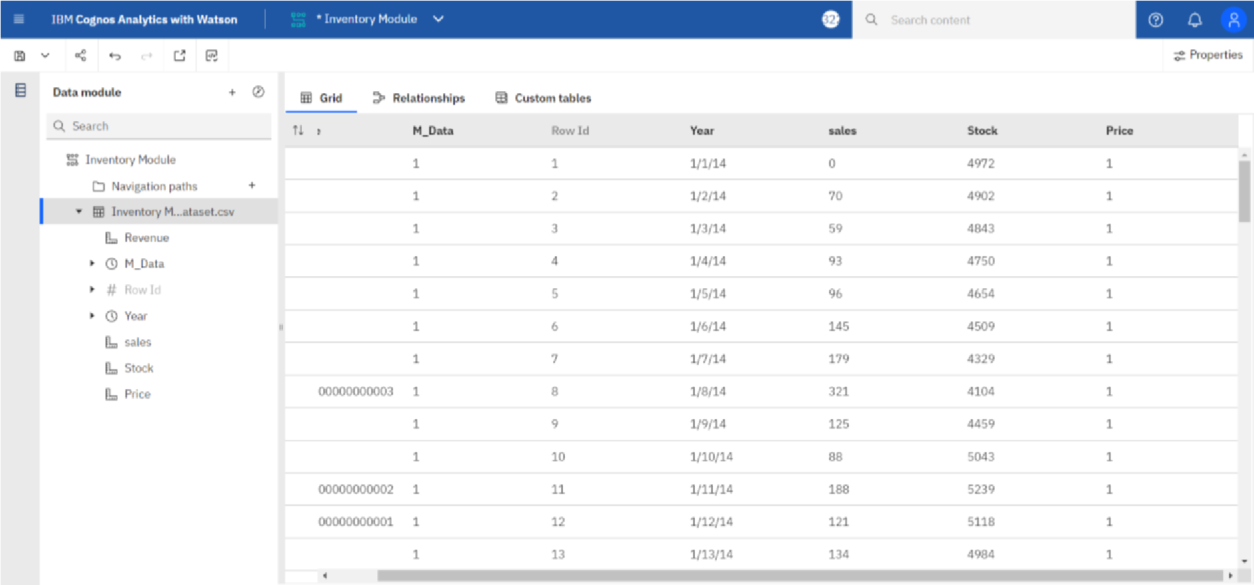 IBM Cognos Analytics with Watson
* Inventory Module
32
Search content
Properties
Data module
Search
Inventory Module
Navigation paths
Inventory M...ataset.csv
Revenue
M_Data
# Row Id
Year
sales
Stock
Price
Grid Relationships Custom tables
M_Data Row Id Year sales Stock Price
1 1 1/1/14 0 4972 1
1 2 1/2/14 70 4902 1
1 3 1/3/14 59 4843 1
1 4 1/4/14 93 4750 1
1 5 1/5/14 96 4654 1
1 6 1/6/14 145 4509 1
1 7 1/7/14 179 4329 1
00000000003 1 8 1/8/14 321 4104 1
1 9 1/9/14 125 4459 1
1 10 1/10/14 88 5043 1
00000000002 1 11 1/11/14 188 5239 1
00000000001 1 12 1/12/14 121 5118 1
1 13 1/13/14 134 4984 1